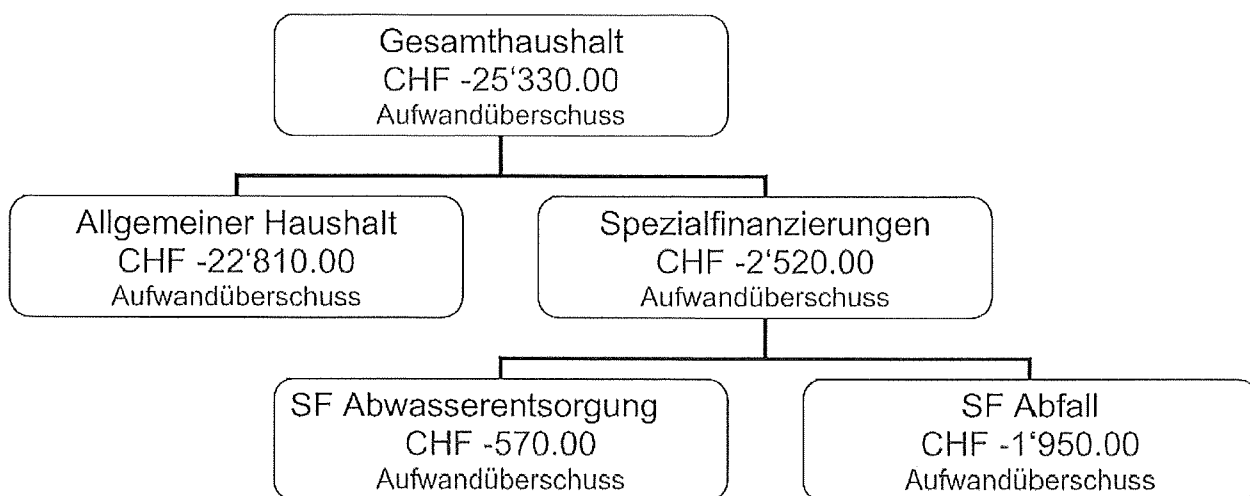 Gesamthaushalt
CHF -25‘330.00
Aufwandüberschuss
Allgemeiner Haushalt
CHF -22‘810.00
Aufwandüberschuss
Spezialfinanzierungen
CHF -2‘520.00
Aufwandüberschuss
SF Abwasserentsorgung
CHF -570.00
Aufwandüberschuss
SF Abfall
CHF -1‘950.00
Aufwandüberschuss